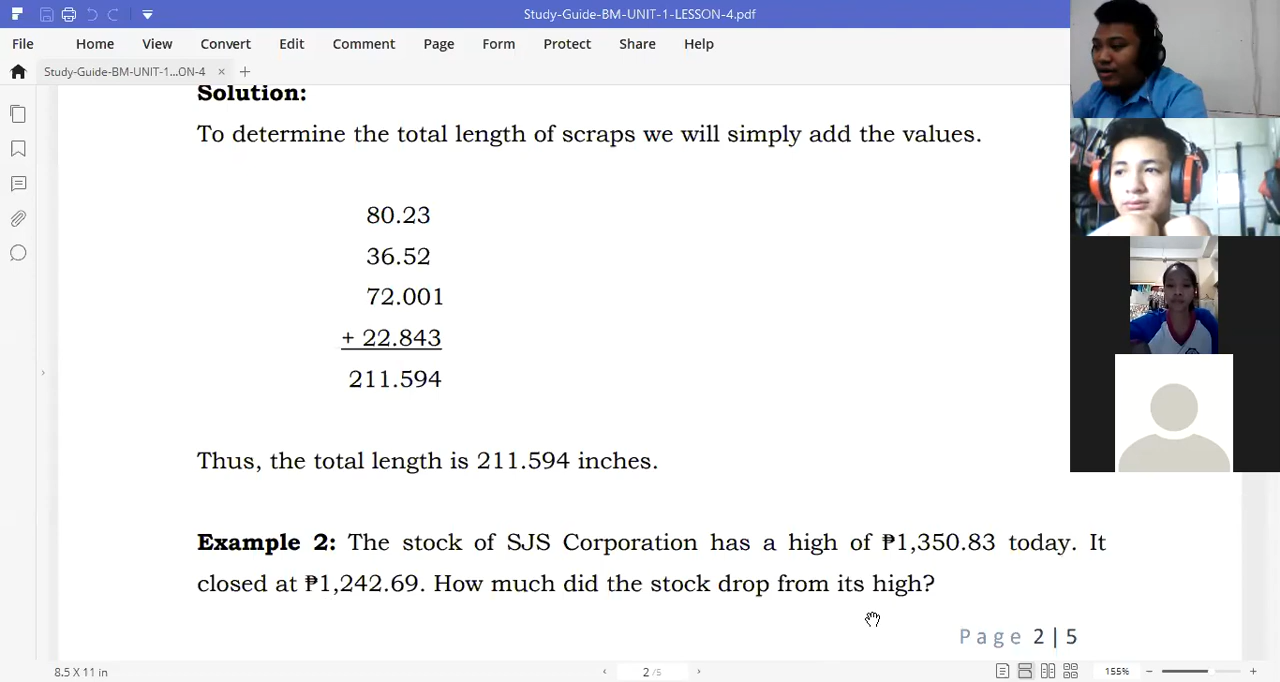 Study-Guide-BM-UNIT-1-LESSON-4.pdf
File Home View Convert Edit Comment Page Form Protect Share Help
Study-Guide-BM-UNIT-1...ON-4 × +
Solution:
To determine the total length of scraps we will simply add the values.
80.23
36.52
72.001
+ 22.843
211.594
Thus, the total length is 211.594 inches.
Example 2: The stock of SJS Corporation has a high of ₱1,350.83 today. It
closed at ₱1,242.69. How much did the stock drop from its high?
Page 2|5
8.5 X 11 in ‹ 2 /5 › 155% − +